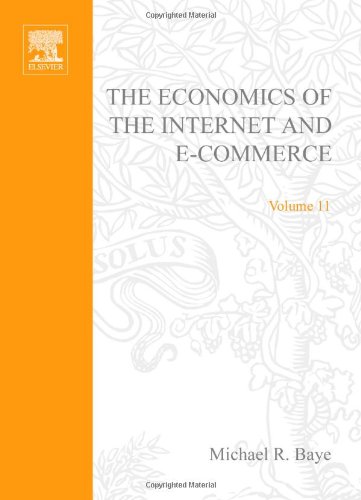 Copyrighted Material
ELSEVIER
THE ECONOMICS OF
THE INTERNET AND
E-COMMERCE
Volume 11
SOLUS
Michael R. Baye
Copyrighted Material